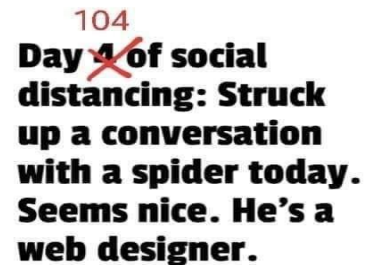 104
Day 4 of social
distancing: Struck
up a conversation
with a spider today.
Seems nice. He's a
web designer.